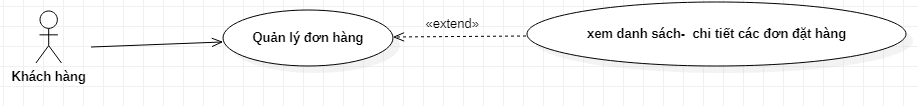 «extend»
Quản lý đơn hàng
xem danh sách- chi tiết các đơn đặt hàng
Khách hàng